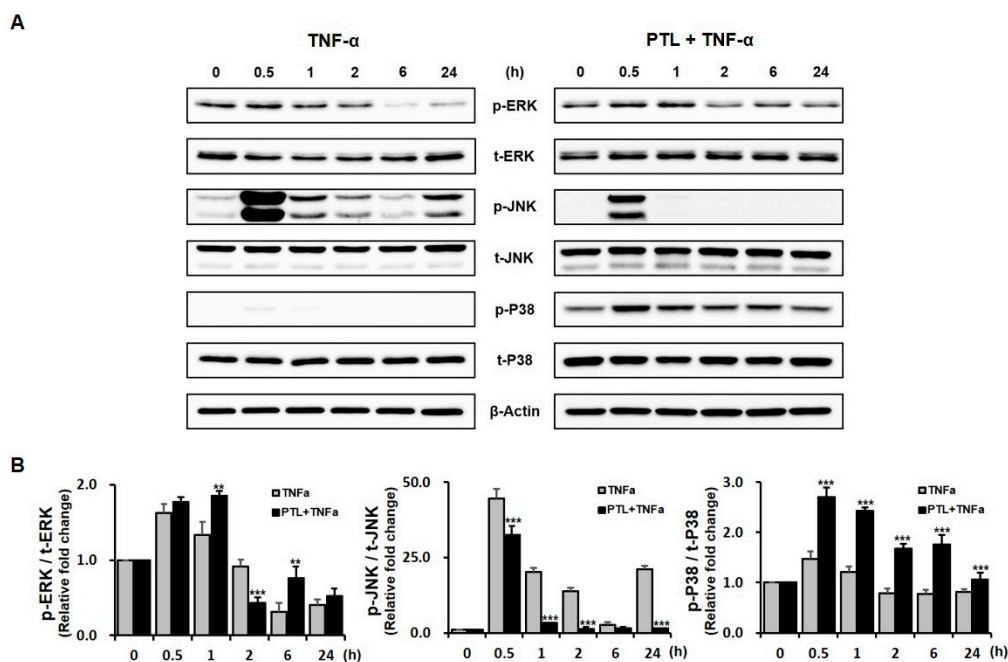 A
TNF-α PTL + TNF-α
0 0.5 1 2 6 24 (h) 0 0.5 1 2 6 24
p-ERK
t-ERK
p-JNK
t-JNK
p-P38
t-P38
β-Actin
B
p-ERK / t-ERK
(Relative fold change)
2.0
1.0
0.0
** *** **
TNFa
PTL+TNFa
0 0.5 1 2 6 24 (h)
p-JNK / t-JNK
(Relative fold change)
50.0
25.0
0.0
*** *** *** ***
TNFa
PTL+TNFa
0 0.5 1 2 6 24 (h)
p-P38 / t-P38
(Relative fold change)
3.0
2.0
1.0
0.0
*** *** *** *** ***
TNFa
PTL+TNFa
0 0.5 1 2 6 24 (h)